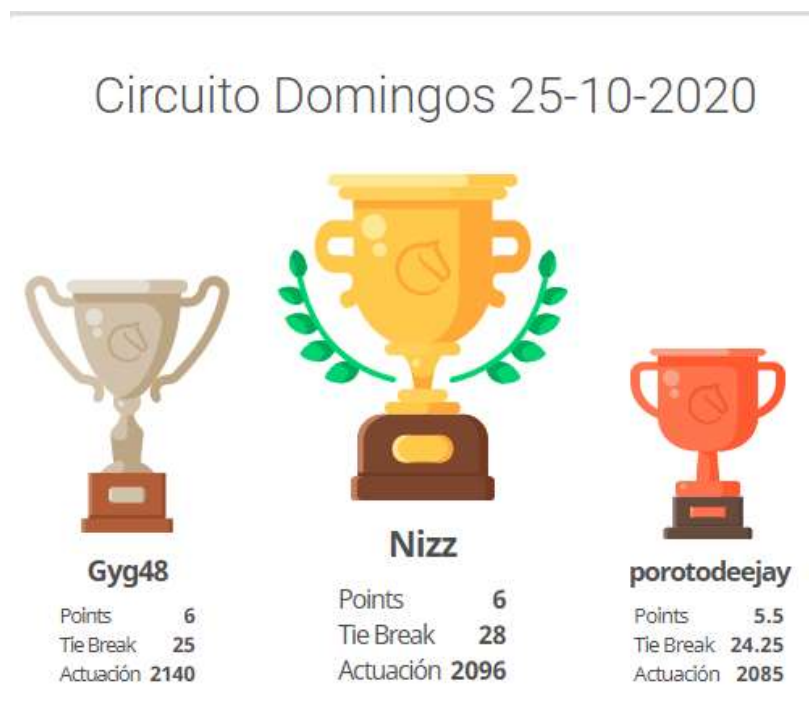 Circuito Domingos 25-10-2020
Gyg48
Points 6
Tie Break 25
Actuación 2140
Nizz
Points 6
Tie Break 28
Actuación 2096
porotodeejay
Points 5.5
Tie Break 24.25
Actuación 2085